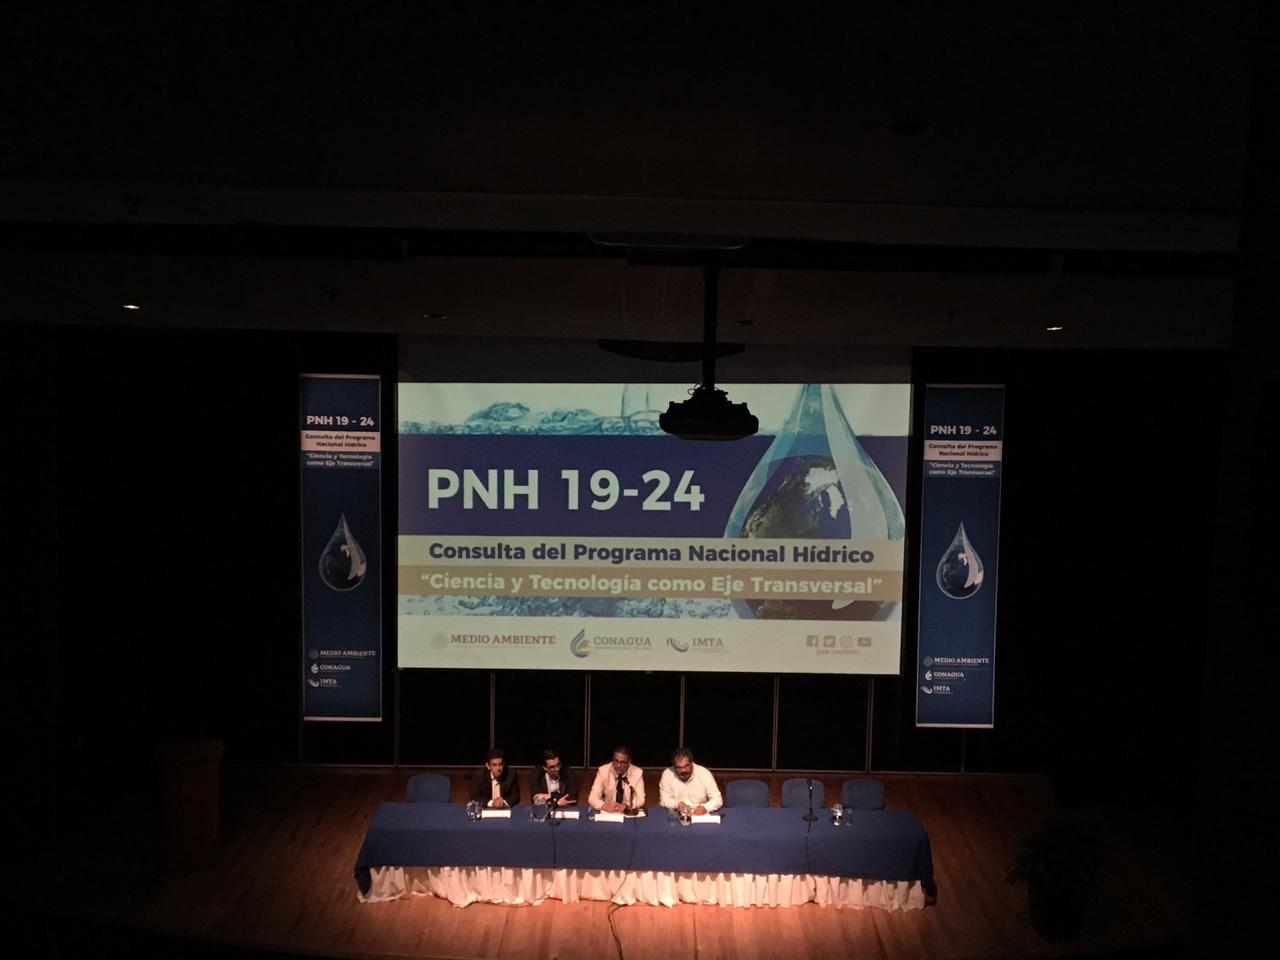 PNH 19 - 24
Consulta del Programa
Nacional Hídrico
"Ciencia y Tecnología
como Eje Transversal"
MEDIO AMBIENTE
CONAGUA
IMTA
PNH 19-24
Consulta del Programa Nacional Hídrico
"Ciencia y Tecnología como Eje Transversal"
MEDIO AMBIENTE
CONAGUA
IMTA
PNH 19 - 24
Consulta del Programa
Nacional Hídrico
"Ciencia y Tecnología
como Eje Transversal"
MEDIO AMBIENTE
CONAGUA
IMTA